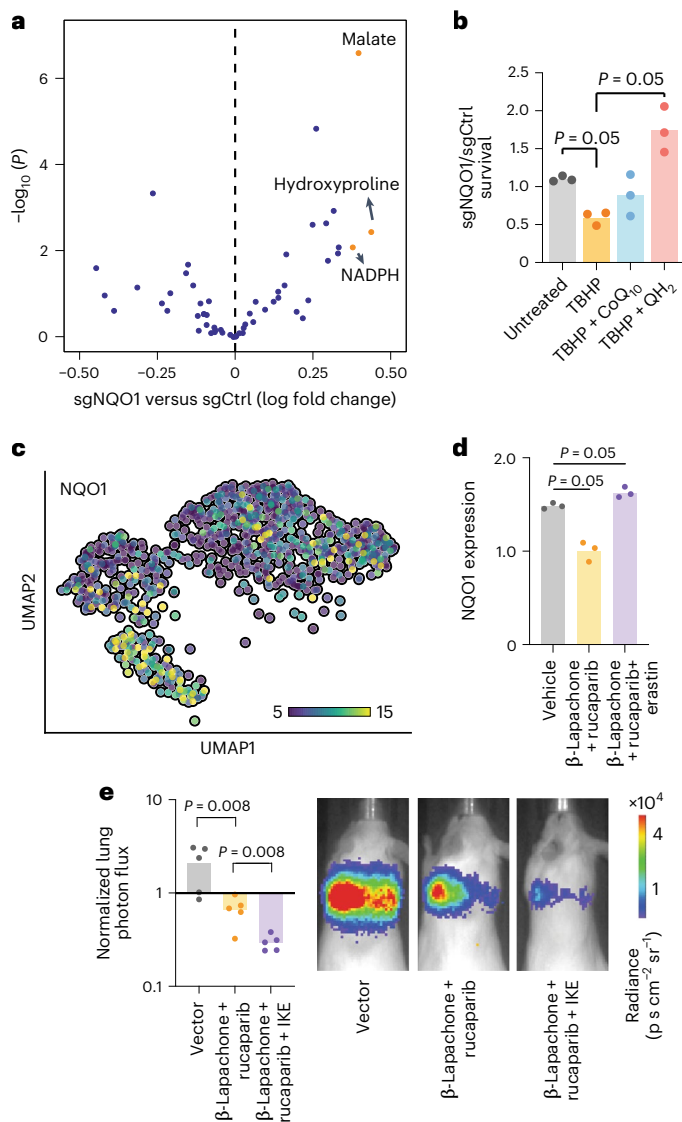 a
Malate
Hydroxyproline
NADPH
6
4
2
0
−log10 (P)
−0.50
−0.25
0
0.25
0.50
sgNQO1 versus sgCtrl (log fold change)
b
P = 0.05
P = 0.05
2.5
2.0
1.5
1.0
0.5
0
sgNQO1/sgCtrl
survival
Untreated
TBHP
TBHP + CoQ10
TBHP + QH2
c
NQO1
5
15
UMAP2
UMAP1
d
P = 0.05
P = 0.05
2.0
1.0
0
NQO1 expression
Vehicle
β-Lapachone
+ rucaparib
β-Lapachone
+ rucaparib+
erastin
e
P = 0.008
P = 0.008
10
1
0.1
Normalized lung
photon flux
Vector
β-Lapachone +
rucaparib
β-Lapachone +
rucaparib + IKE
Vector
β-Lapachone +
rucaparib
β-Lapachone +
rucaparib + IKE
×10⁴
4
1
Radiance
(p s cm⁻² sr⁻¹)